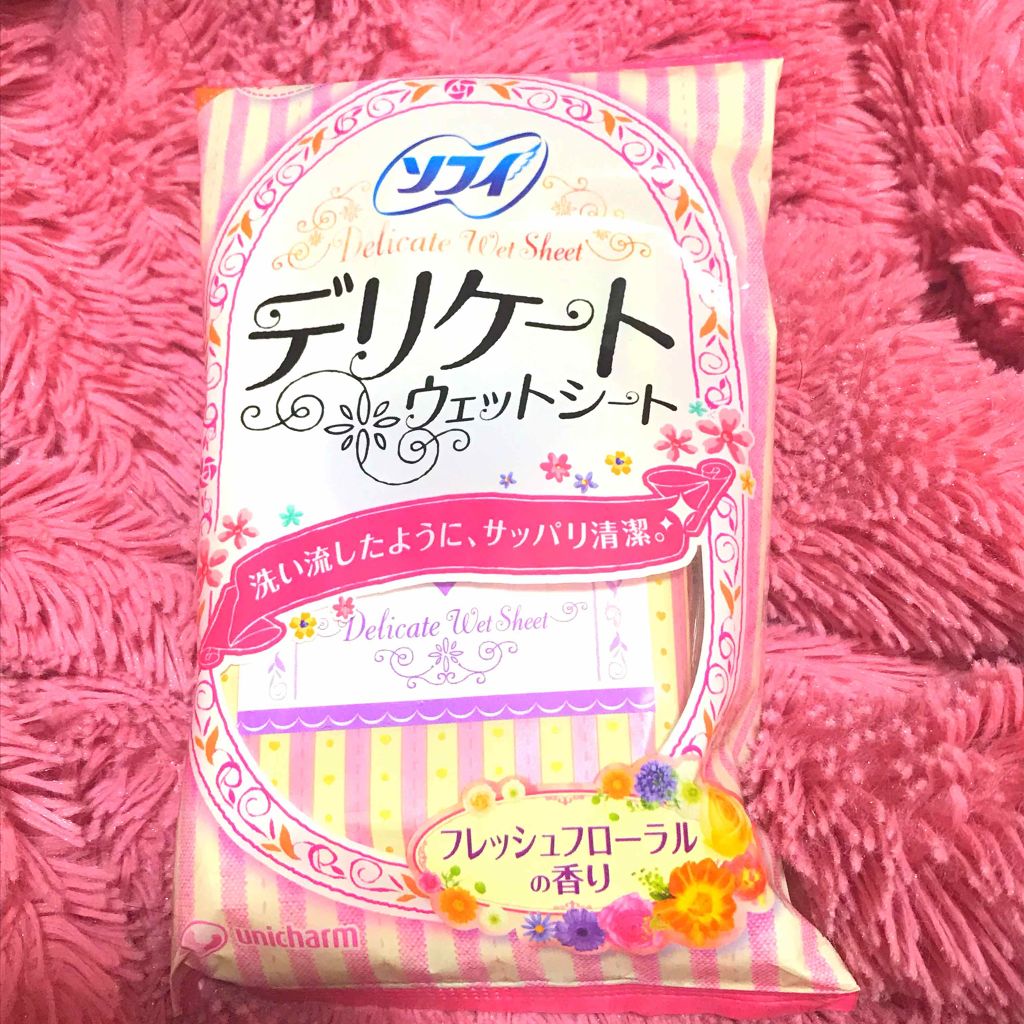 ソフィ
Delicate Wet Sheet
デリケート
ウェットシート
洗い流したように、サッパリ清潔。
Delicate Wet Sheet
フレッシュフローラル
の香り
unicharm